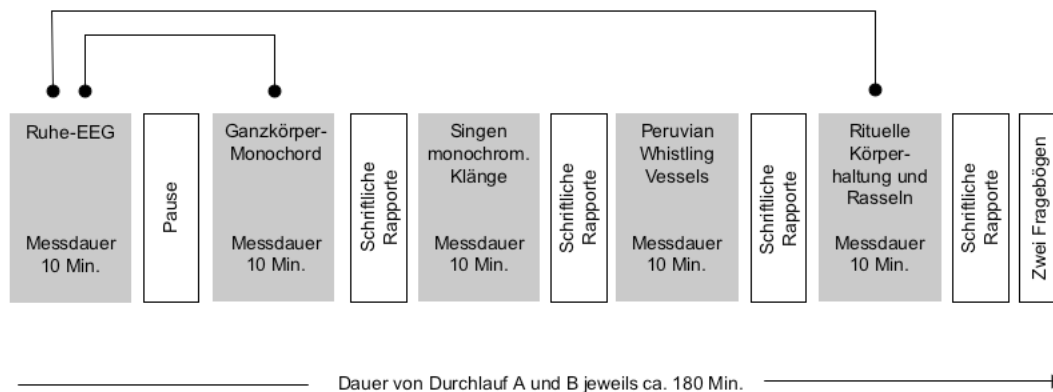 Ruhe-EEG
Messdauer
10 Min.
Pause
Ganzkörper-
Monochord
Messdauer
10 Min.
Schriftliche
Rapporte
Singen
monochrom.
Klänge
Messdauer
10 Min.
Schriftliche
Rapporte
Peruvian
Whistling
Vessels
Messdauer
10 Min.
Schriftliche
Rapporte
Rituelle
Körper-
haltung und
Rasseln
Messdauer
10 Min.
Schriftliche
Rapporte
Zwei Fragebögen
Dauer von Durchlauf A und B jeweils ca. 180 Min.